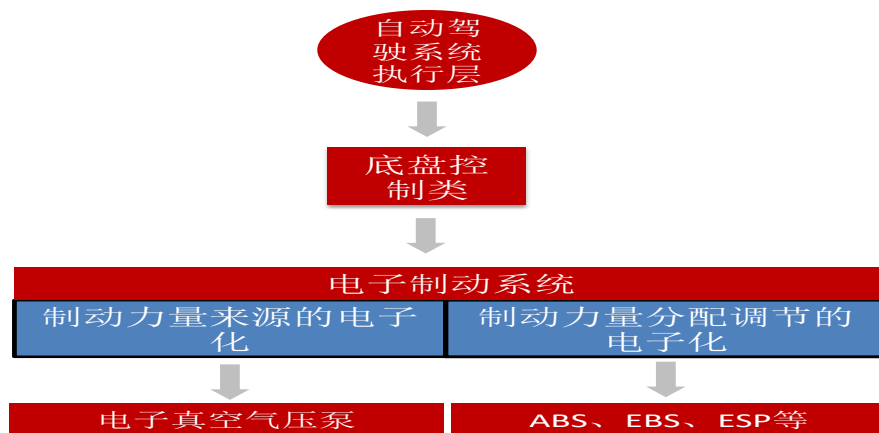 自动驾
驶系统
执行层
底盘控
制类
电子制动系统
制动力量来源的电子
化
制动力量分配调节的
电子化
电子真空气压泵
ABS、EBS、ESP等